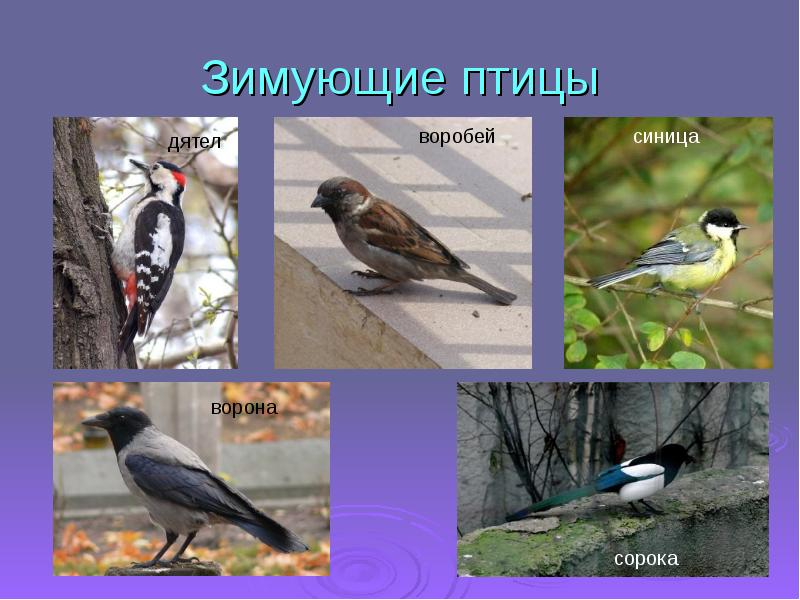 Зимующие птицы
дятел
воробей
синица
ворона
сорока